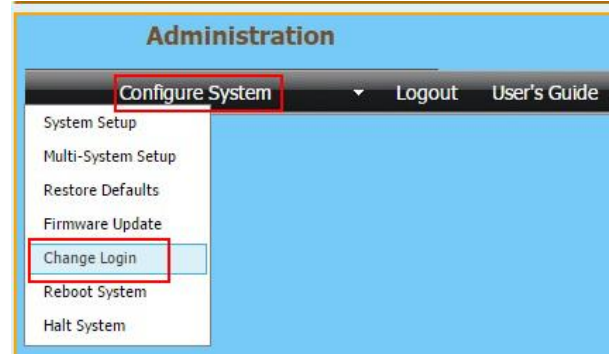 Administration
Configure System Logout User's Guide
System Setup
Multi-System Setup
Restore Defaults
Firmware Update
Change Login
Reboot System
Halt System